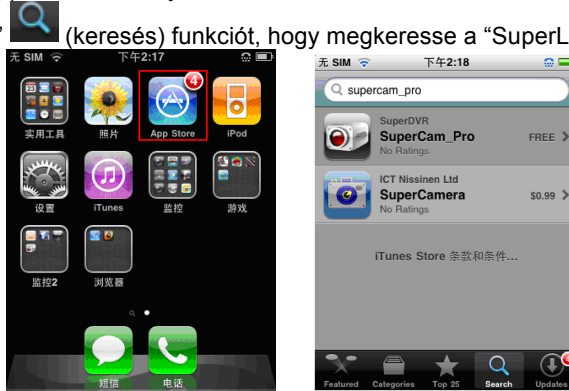 (keresés) funkciót, hogy megkeresse a “SuperL
无 SIM 下午2:17
实用工具 照片 App Store iPod
4
设置 iTunes 监控 游戏
监控2 浏览器
短信 电话
无 SIM 下午2:18
supercam_pro
SuperDVR
SuperCam_Pro FREE
No Ratings
ICT Nissinen Ltd
SuperCamera $0.99
No Ratings
iTunes Store 条款和条件...
Featured Categories Top 25 Search Updates